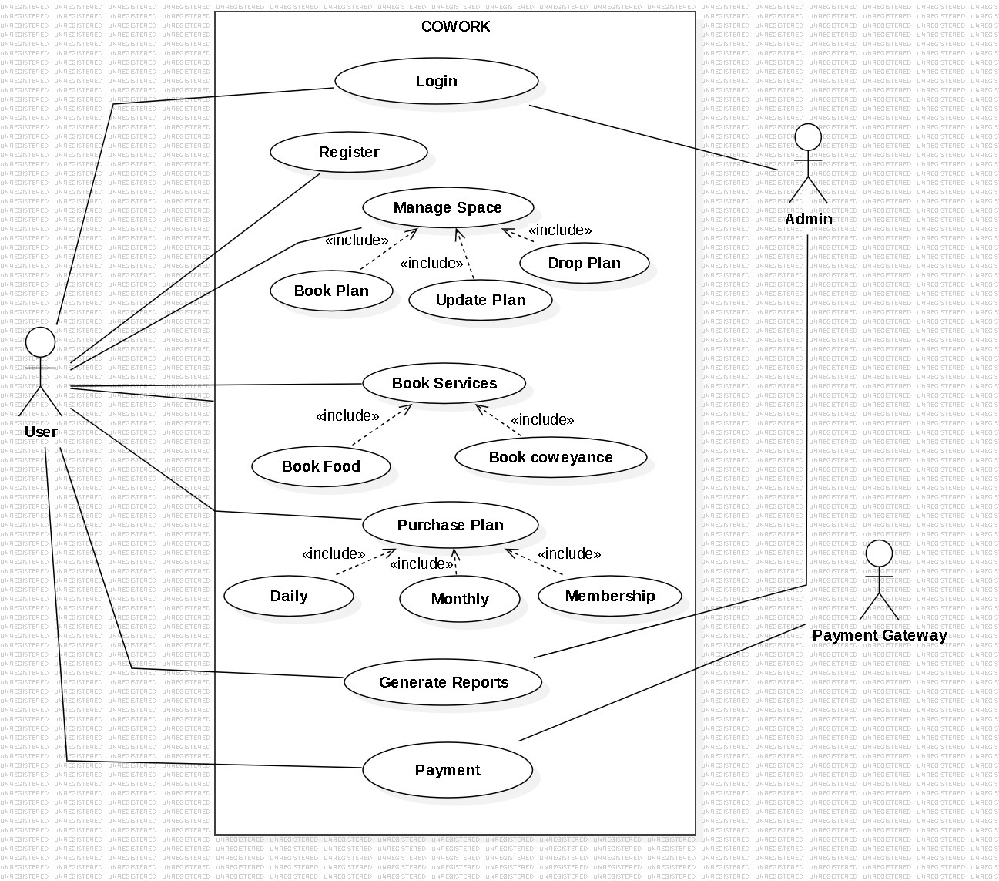 COWORK
Login
Register
Manage Space
«include»
«include»
«include»
Drop Plan
Book Plan
Update Plan
Admin
Book Services
«include»
«include»
User
Book Food
Book coweyance
Purchase Plan
«include»
«include»
«include»
Daily
Monthly
Membership
Payment Gateway
Generate Reports
Payment
UNREGISTERED